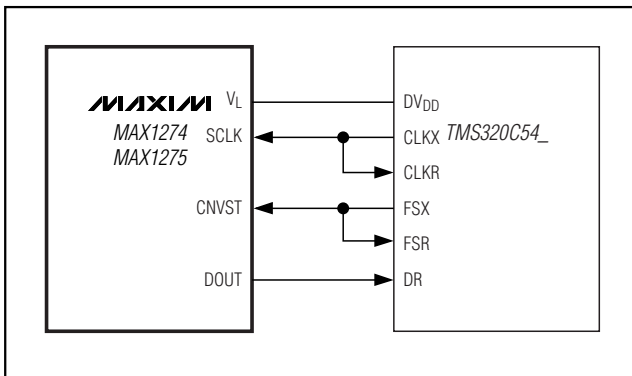 MAXIM
MAX1274
MAX1275
VL
SCLK
CNVST
DOUT
DVDD
CLKX
CLKR
FSX
FSR
DR
TMS320C54_